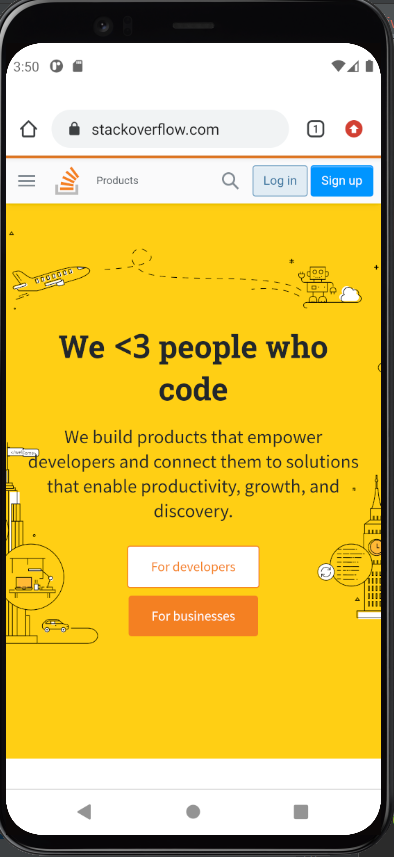 3:50
stackoverflow.com
1
Products
Log in
Sign up
We <3 people who
code
We build products that empower
developers and connect them to solutions
that enable productivity, growth, and
discovery.
For developers
For businesses